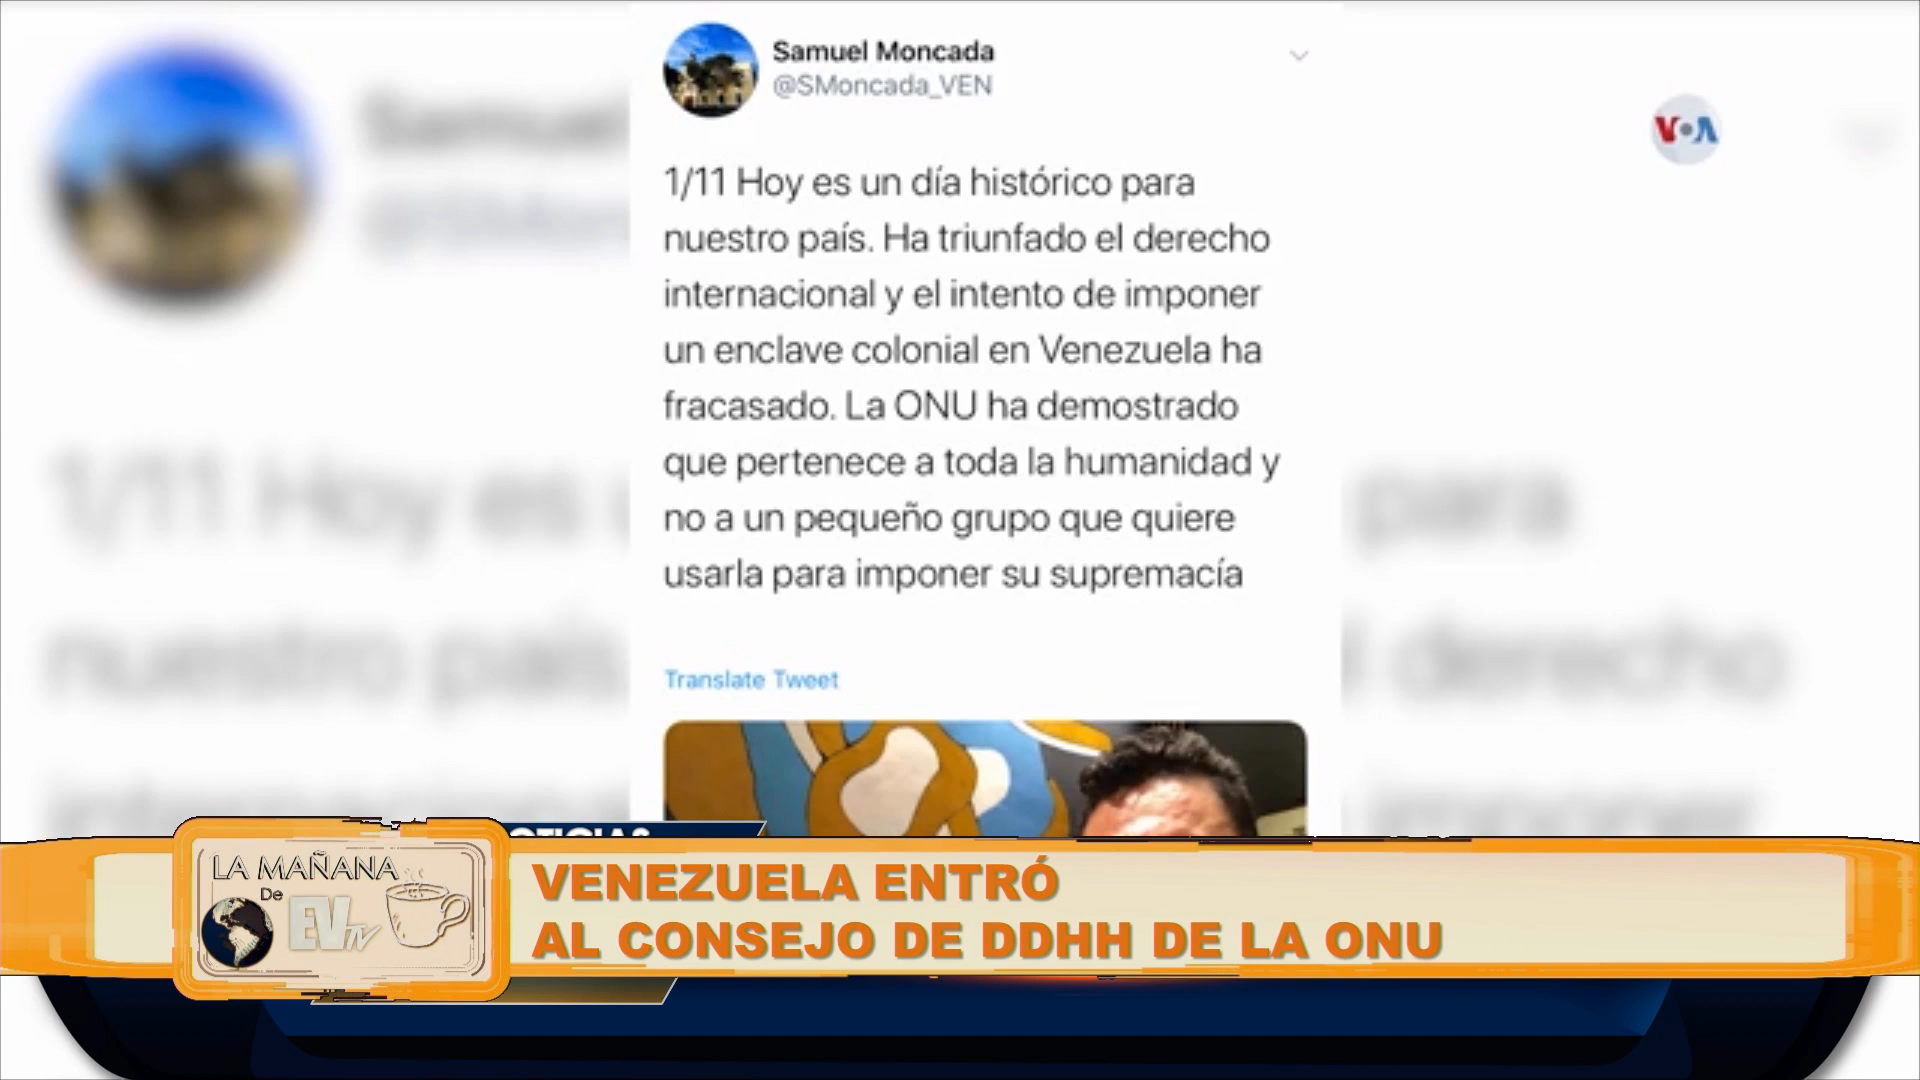 Samuel Moncada
@SMoncada_VEN
VOA
1/11 Hoy es un día histórico para
nuestro país. Ha triunfado el derecho
internacional y el intento de imponer
un enclave colonial en Venezuela ha
fracasado. La ONU ha demostrado
que pertenece a toda la humanidad y
no a un pequeño grupo que quiere
usarla para imponer su supremacía
Translate Tweet
LA MAÑANA
De
EVTV
VENEZUELA ENTRÓ
AL CONSEJO DE DDHH DE LA ONU